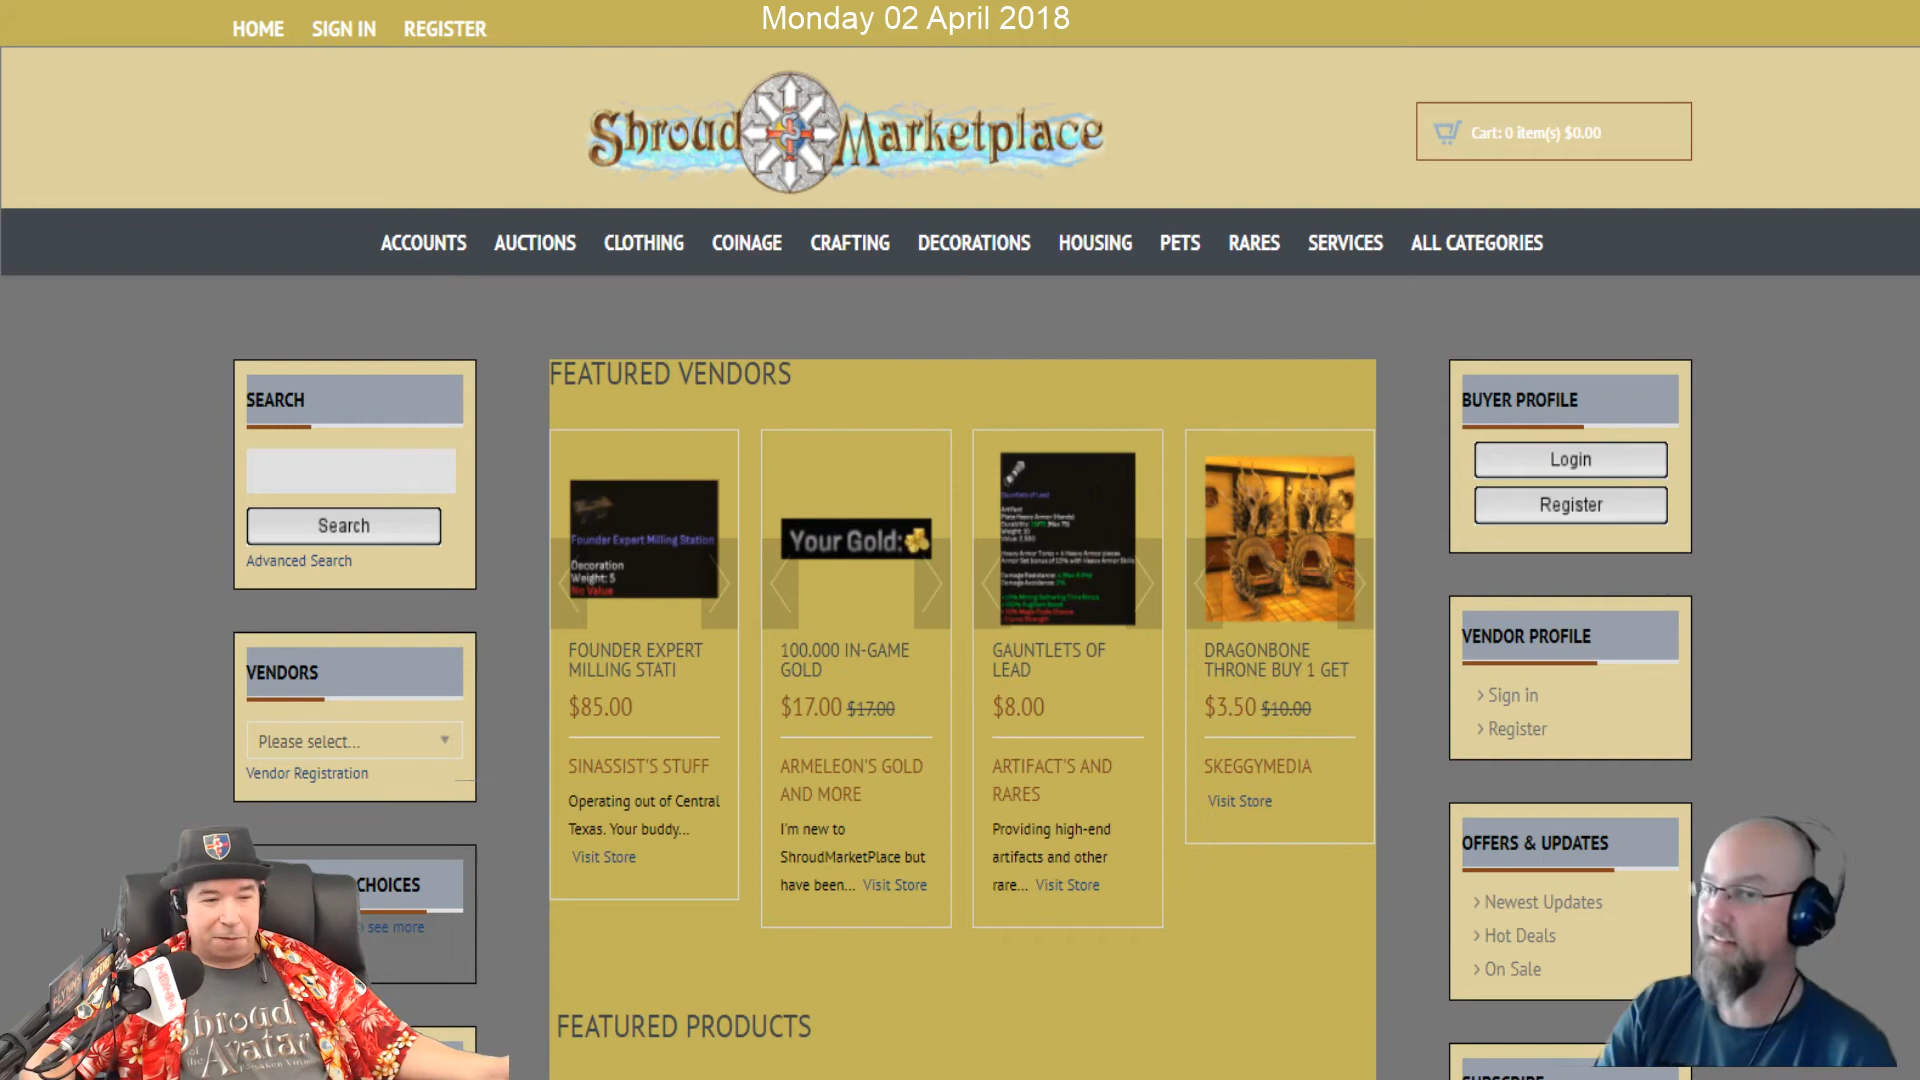 Monday 02 April 2018
HOME SIGN IN REGISTER
Shroud Marketplace
Cart: 0 item(s) $0.00
ACCOUNTS AUCTIONS CLOTHING COINAGE CRAFTING DECORATIONS HOUSING PETS RARES SERVICES ALL CATEGORIES
SEARCH
Search
Advanced Search
VENDORS
Please select...
Vendor Registration
CHOICES
see more
FEATURED VENDORS
Founder Expert Milling Station
Decoration
Weight: 5
No Value
FOUNDER EXPERT
MILLING STATI
$85.00
SINASSIST'S STUFF
Operating out of Central
Texas. Your buddy...
Visit Store
Your Gold:
100.000 IN-GAME
GOLD
$17.00 $17.00
ARMELEON'S GOLD
AND MORE
I'm new to
ShroudMarketPlace but
have been... Visit Store
Gauntlets of Lead
Artifact
GAUNTLETS OF
LEAD
$8.00
ARTIFACT'S AND
RARES
Providing high-end
artifacts and other
rare... Visit Store
DRAGONBONE
THRONE BUY 1 GET
$3.50 $10.00
SKEGGYMEDIA
Visit Store
FEATURED PRODUCTS
BUYER PROFILE
Login
Register
VENDOR PROFILE
> Sign in
> Register
OFFERS & UPDATES
> Newest Updates
> Hot Deals
> On Sale
SUBSCRIBE
Shroud
of the
Avatar